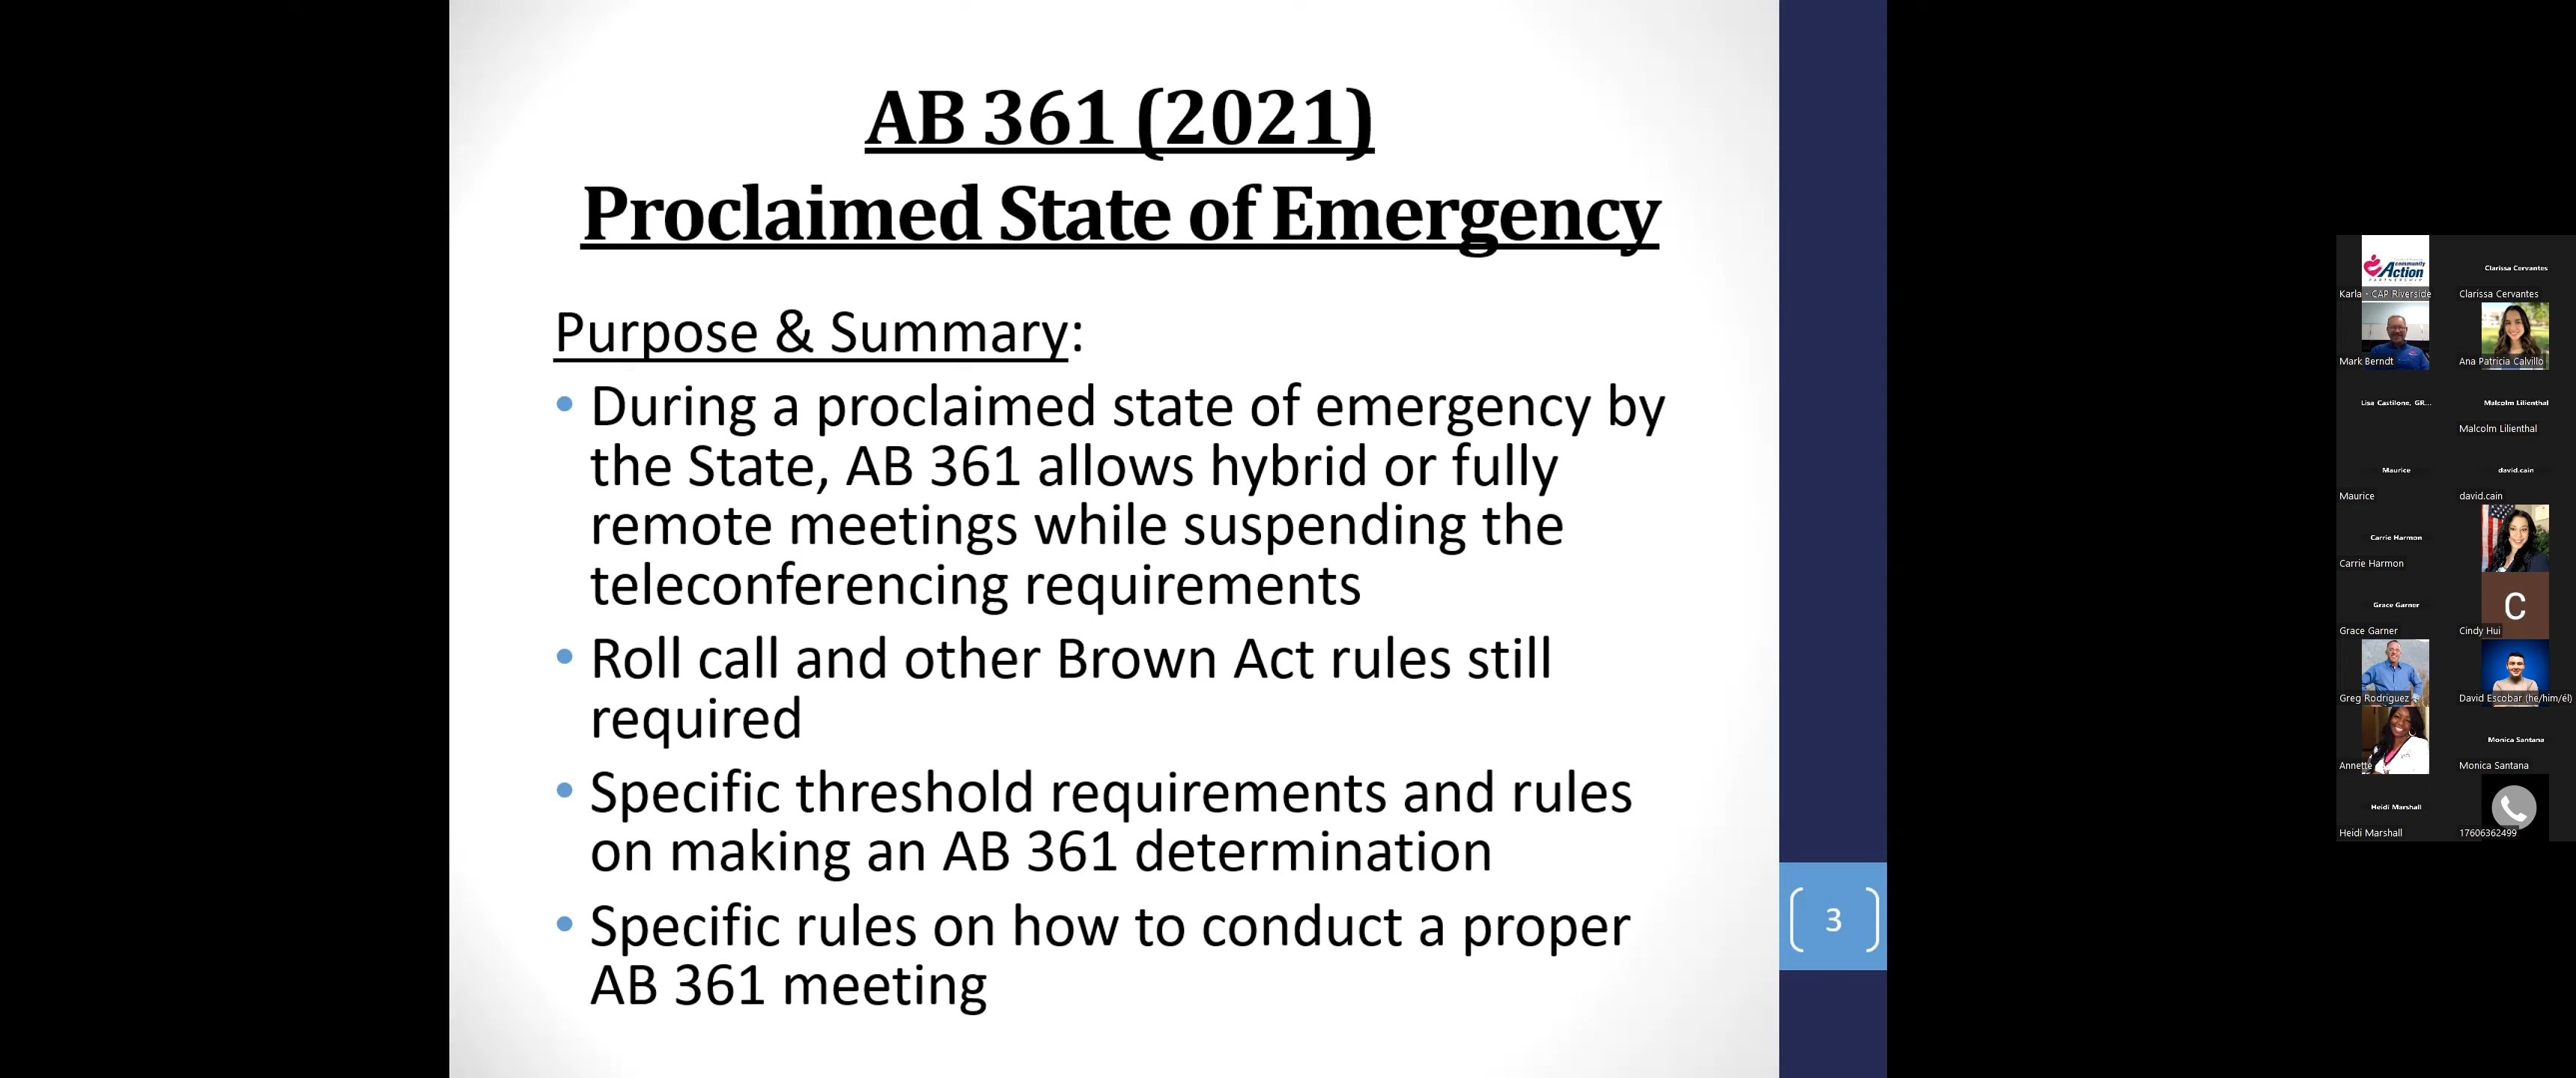 AB 361 (2021)
Proclaimed State of Emergency
Purpose & Summary:
• During a proclaimed state of emergency by
the State, AB 361 allows hybrid or fully
remote meetings while suspending the
teleconferencing requirements
• Roll call and other Brown Act rules still
required
• Specific threshold requirements and rules
on making an AB 361 determination
• Specific rules on how to conduct a proper
AB 361 meeting
3
community
Action
PARTNERSHIP
Karla - CAP Riverside
Clarissa Cervantes
Clarissa Cervantes
Mark Berndt
Ana Patricia Calvillo
Lisa Castilone, GR...
Malcolm Lilienthal
Malcolm Lilienthal
Maurice
Maurice
david.cain
david.cain
Carrie Harmon
Carrie Harmon
Grace Garner
Grace Garner
C
Cindy Hui
Greg Rodriguez
David Escobar (he/him/él)
Annette
Monica Santana
Monica Santana
Heidi Marshall
Heidi Marshall
17606362499